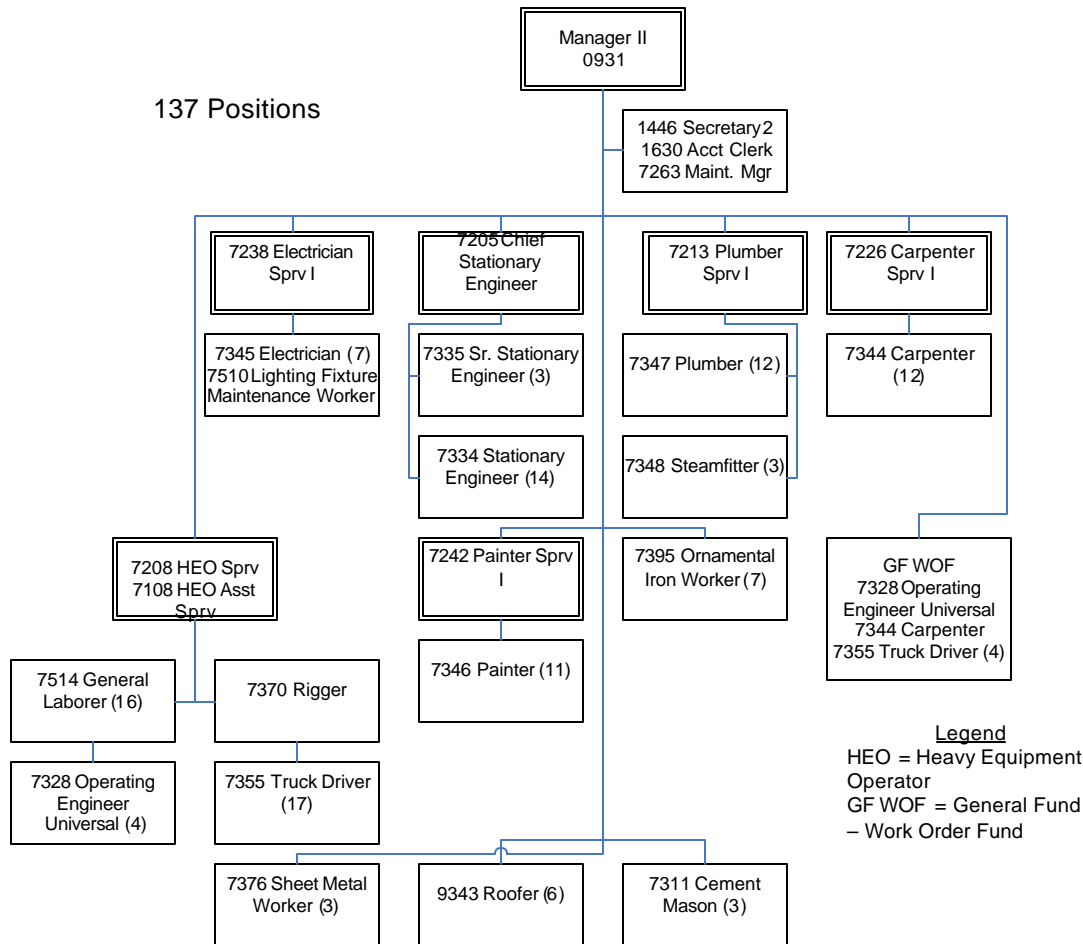 Manager II
0931
137 Positions
1446 Secretary2
1630 Acct Clerk
7263 Maint. Mgr
7238 Electrician
Sprv I
7205 Chief
Stationary
Engineer
7213 Plumber
Sprv I
7226 Carpenter
Sprv I
7345 Electrician (7)
7510 Lighting Fixture
Maintenance Worker
7335 Sr. Stationary
Engineer (3)
7347 Plumber (12)
7344 Carpenter
(12)
7334 Stationary
Engineer (14)
7348 Steamfitter (3)
7208 HEO Sprv
7108 HEO Asst
Sprv
7242 Painter Sprv
I
7395 Ornamental
Iron Worker (7)
GF WOF
7328 Operating
Engineer Universal
7344 Carpenter
7355 Truck Driver (4)
7514 General
Laborer (16)
7370 Rigger
7346 Painter (11)
7328 Operating
Engineer
Universal (4)
7355 Truck Driver
(17)
Legend
HEO = Heavy Equipment
Operator
GF WOF = General Fund
– Work Order Fund
7376 Sheet Metal
Worker (3)
9343 Roofer (6)
7311 Cement
Mason (3)